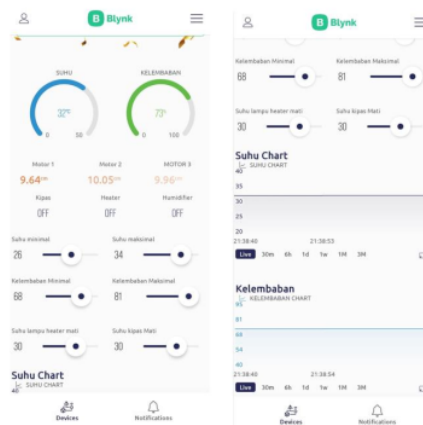 Blynk
SUHU
KELEMBABAN
32°C
73%
0 50
0 100
Motor 1 Motor 2 MOTOR 3
9.64 10.05 9.96
Kipas Heater Humidifier
OFF OFF OFF
Suhu minimal Suhu maksimal
26 34
Kelembaban Minimal Kelembaban Maksimal
68 81
Suhu lampu heater mati Suhu kipas Mati
30 30
Suhu Chart
SUHU CHART
40
Devices Notifications
Blynk
Kelembaban Minimal Kelembaban Maksimal
68 81
Suhu lampu heater mati Suhu kipas Mati
30 30
Suhu Chart
SUHU CHART
40
35
30
25
20
21:38:40 21:38:53
Live 30m 6h 1d 1w 1M 3M
Kelembaban
KELEMBABAN CHART
95
81
68
54
40
21:38:40 21:38:54
Live 30m 6h 1d 1w 1M 3M
Devices Notifications